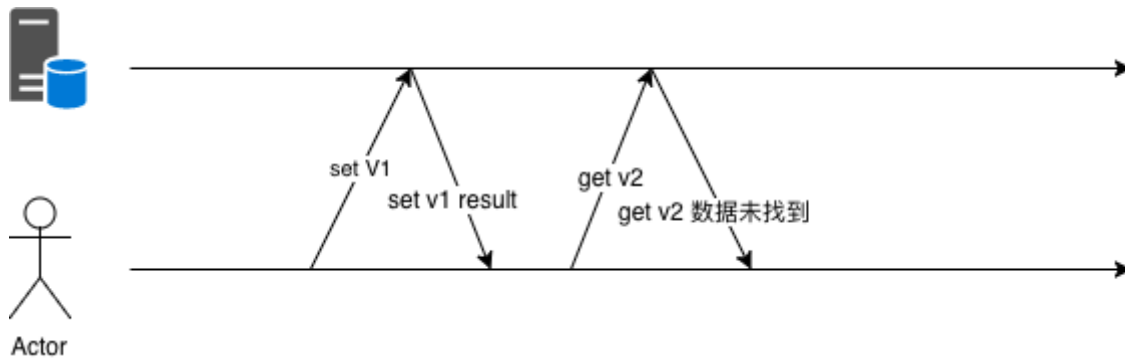 set V1
set v1 result
get v2
get v2 数据未找到
Actor